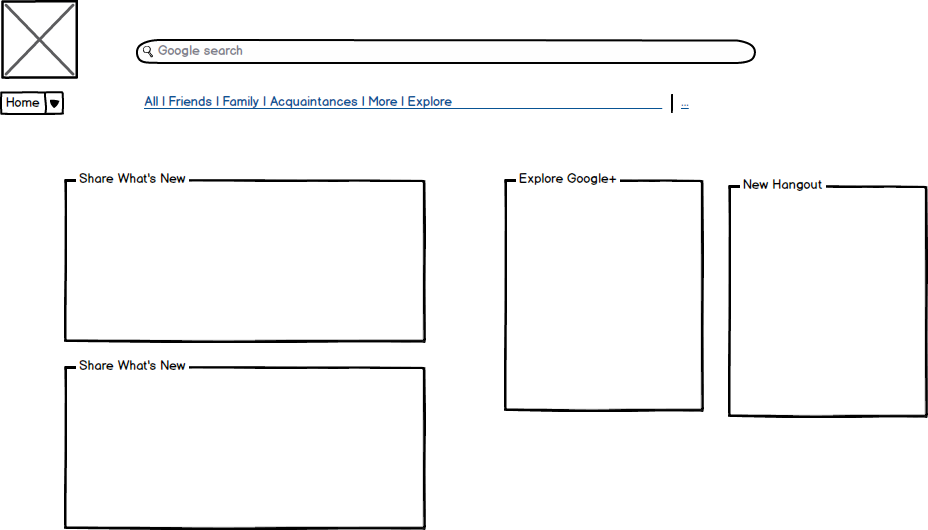 Google search
Home
All | Friends | Family | Acquaintances | More | Explore
...
Share What's New
Explore Google+
New Hangout
Share What's New